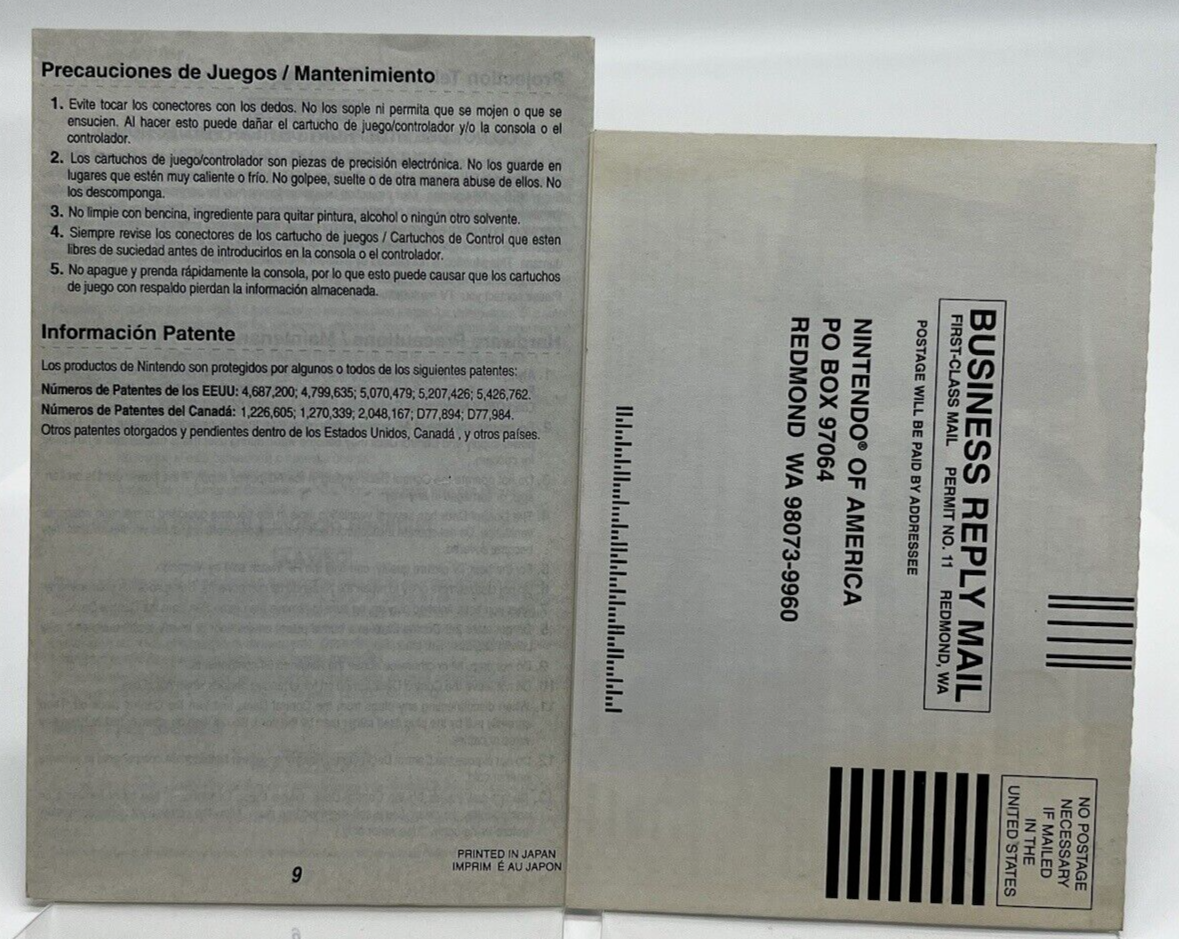 Precauciones de Juegos / Mantenimiento
1. Evite tocar los conectores con los dedos. No los sople ni permita que se mojen o que se
ensucien. Al hacer esto puede dañar el cartucho de juego/controlador y/o la consola o el
controlador.
2. Los cartuchos de juego/controlador son piezas de precisión electrónica. No los guarde en
lugares que estén muy caliente o frío. No golpee, suelte o de otra manera abuse de ellos. No
los descomponga.
3. No limpie con bencina, ingrediente para quitar pintura, alcohol o ningún otro solvente.
4. Siempre revise los conectores de los cartucho de juegos / Cartuchos de Control que esten
libres de suciedad antes de introducirlos en la consola o el controlador.
5. No apague y prenda rápidamente la consola, por lo que esto puede causar que los cartuchos
de juego con respaldo pierdan la información almacenada.
Información Patente
Los productos de Nintendo son protegidos por algunos o todos de los siguientes patentes:
Números de Patentes de los EEUU: 4,687,200; 4,799,635; 5,070,479; 5,207,426; 5,426,762.
Números de Patentes del Canadá: 1,226,605; 1,270,339; 2,048,167; D77,894; D77,984.
Otros patentes otorgados y pendientes dentro de los Estados Unidos, Canadá , y otros países.
PRINTED IN JAPAN
IMPRIM É AU JAPON
9
NO POSTAGE
NECESSARY
IF MAILED
IN THE
UNITED STATES
BUSINESS REPLY MAIL
FIRST-CLASS MAIL PERMIT NO. 11 REDMOND, WA
POSTAGE WILL BE PAID BY ADDRESSEE
NINTENDO® OF AMERICA
PO BOX 97064
REDMOND WA 98073-9960